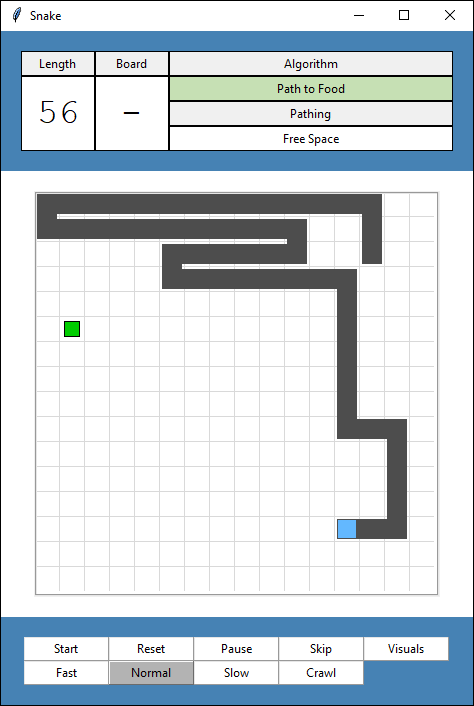 Snake
Length Board Algorithm
56 - Path to Food
Pathing
Free Space
Start Reset Pause Skip Visuals
Fast Normal Slow Crawl